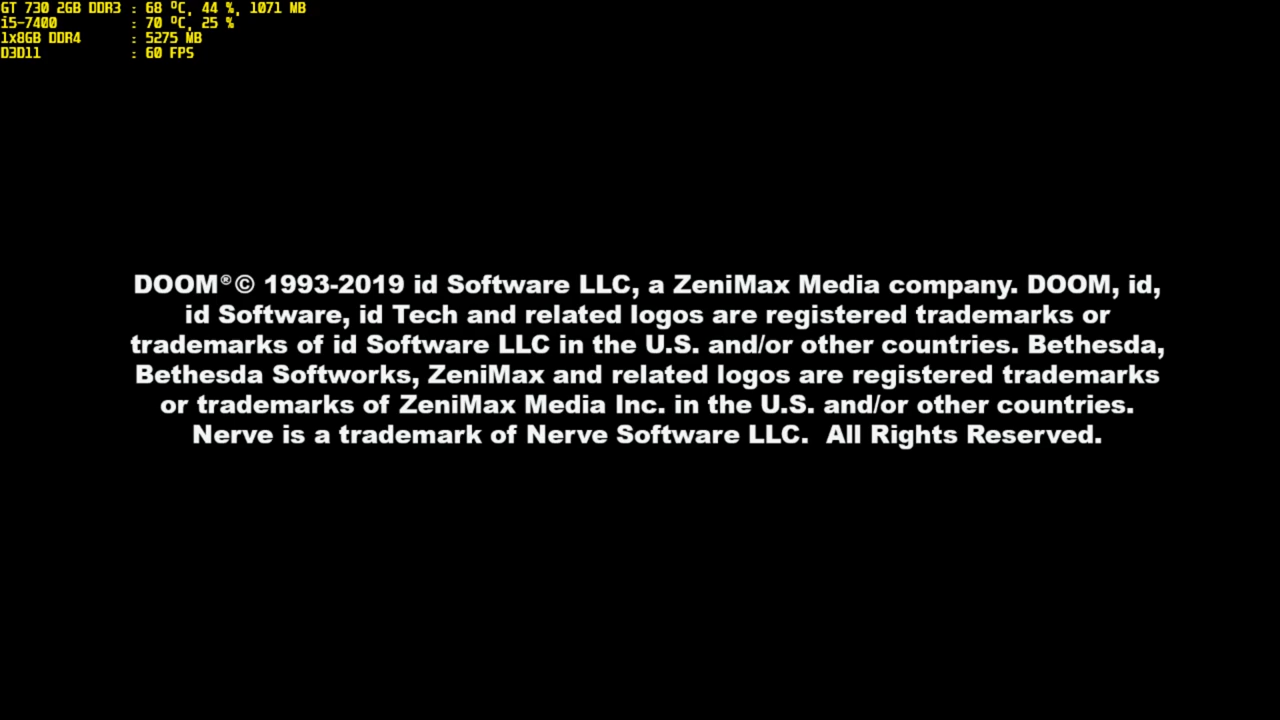 GT 730 2GB DDR3 : 68 ºC, 44 %, 1071 MB
i5-7400 : 70 ºC, 25 %
1x8GB DDR4 : 5275 MB
D3D11 : 60 FPS
DOOM®© 1993-2019 id Software LLC, a ZeniMax Media company. DOOM, id,
id Software, id Tech and related logos are registered trademarks or
trademarks of id Software LLC in the U.S. and/or other countries. Bethesda,
Bethesda Softworks, ZeniMax and related logos are registered trademarks
or trademarks of ZeniMax Media Inc. in the U.S. and/or other countries.
Nerve is a trademark of Nerve Software LLC.  All Rights Reserved.